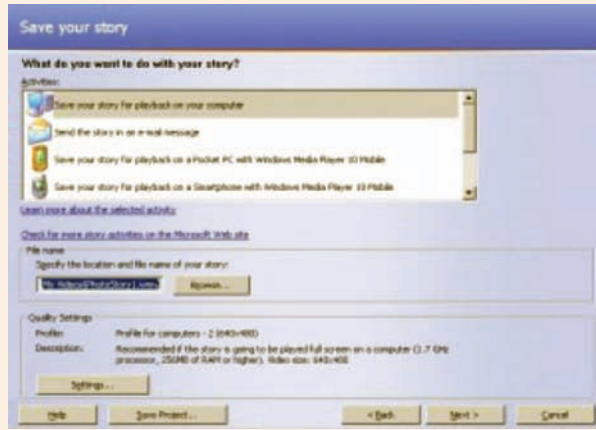 Save your story
What do you want to do with your story?
Activities:
Save your story for playback on your computer
Send the story in an e-mail message
Save your story for playback on a Pocket PC with Windows Media Player 10 Mobile
Save your story for playback on a Smartphone with Windows Media Player 10 Mobile
Learn more about the selected activity
Check for more story activities on the Microsoft Web site
File name
Specify the location and file name of your story:
My Videos\PhotoStory1.wmv
Browse...
Quality Settings
Profile: Profile for computers - 2 (640x480)
Description: Recommended if the story is going to be played full screen on a computer (1.7 GHz
processor, 256MB of RAM or higher). Video size: 640x480
Settings...
Help Save Project... < Back Next > Cancel